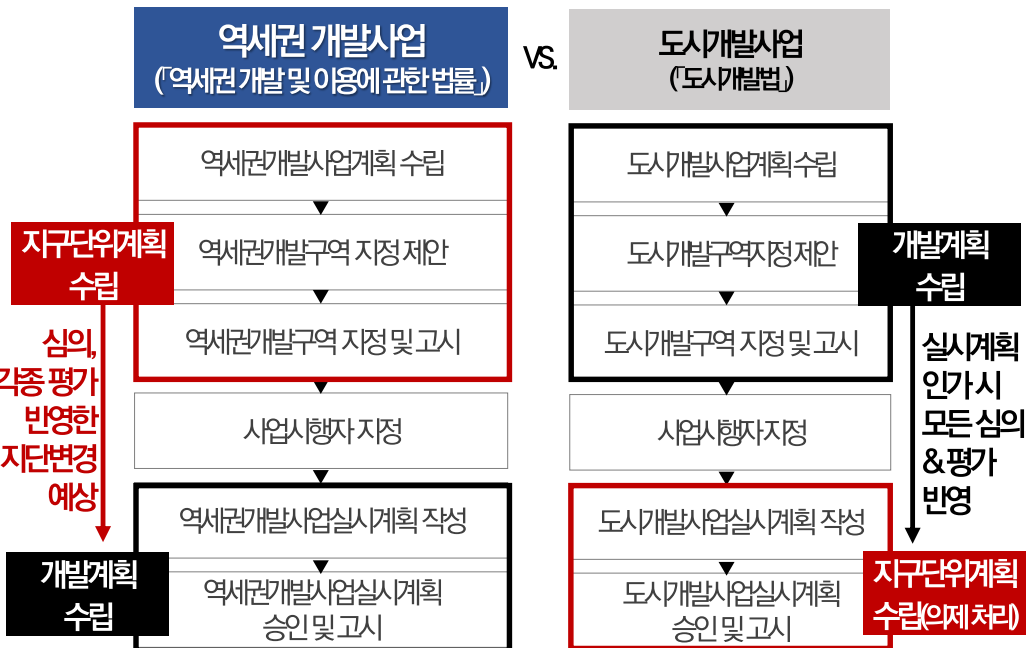 역세권 개발사업
(「역세권 개발 및 이용에 관한 법률」)
VS.
도시개발사업
(「도시개발법」)
역세권개발사업계획 수립
역세권개발구역 지정 제안
역세권개발구역 지정 및 고시
사업시행자 지정
역세권개발사업실시계획 작성
역세권개발사업실시계획
승인 및 고시
지구단위계획
수립
심의,
각종 평가
반영한
지단변경
예상
개발계획
수립
도시개발사업계획 수립
도시개발구역지정 제안
도시개발구역 지정 및 고시
사업시행자 지정
도시개발사업실시계획 작성
도시개발사업실시계획
승인 및 고시
개발계획
수립
실시계획
인가 시
모든 심의
& 평가
반영
지구단위계획
수립(의제 처리)